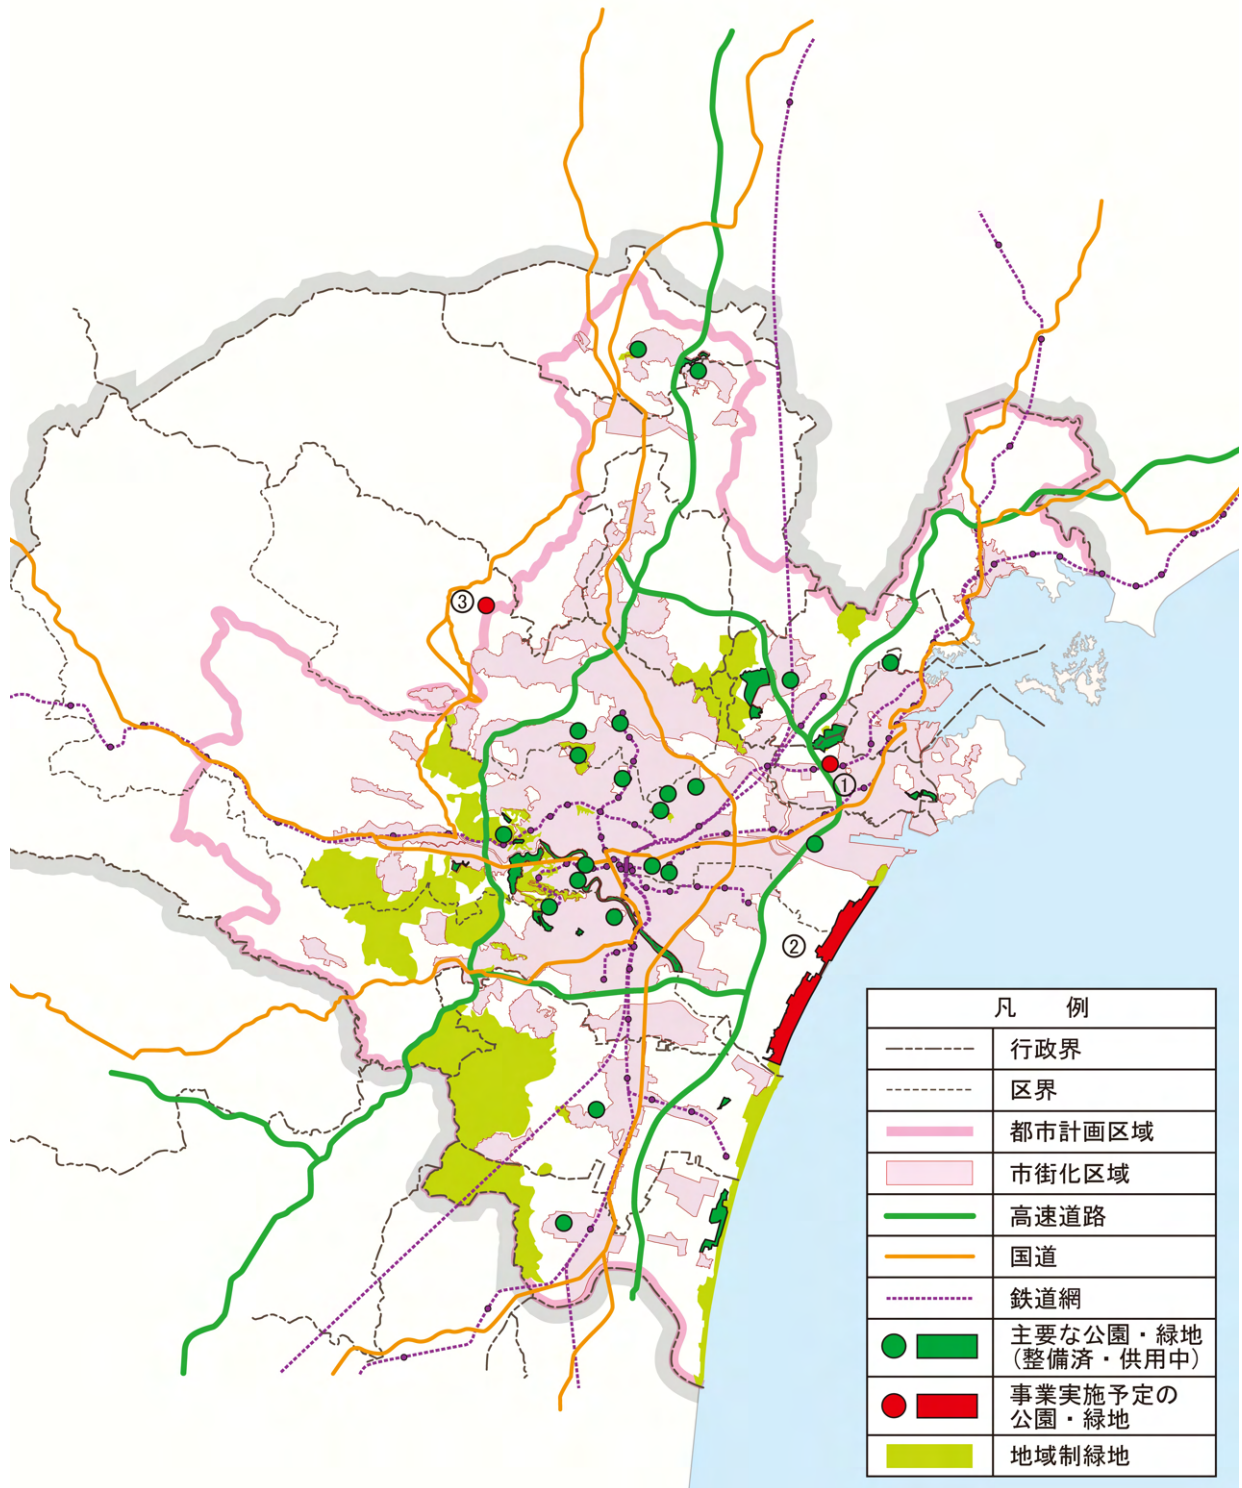 ③
①
②
凡 例
行政界
区界
都市計画区域
市街化区域
高速道路
国道
鉄道網
主要な公園・緑地
(整備済・供用中)
事業実施予定の
公園・緑地
地域制緑地